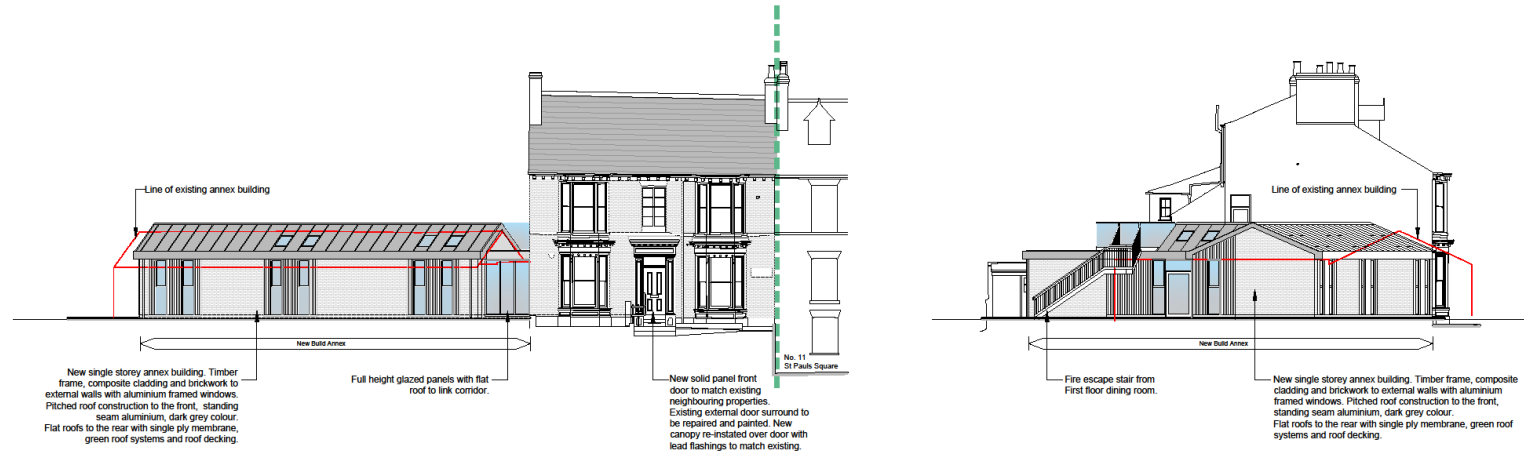 Line of existing annex building
New Build Annex
New single storey annex building. Timber
frame, composite cladding and brickwork to
external walls with aluminium framed windows.
Pitched roof construction to the front, standing
seam aluminium, dark grey colour.
Flat roofs to the rear with single ply membrane,
green roof systems and roof decking.
Full height glazed panels with flat
roof to link corridor.
New solid panel front
door to match existing
neighbouring properties.
Existing external door surround to
be repaired and painted. New
canopy re-instated over door with
lead flashings to match existing.
No. 11
St Pauls Square
Line of existing annex building
New Build Annex
Fire escape stair from
First floor dining room.
New single storey annex building. Timber frame, composite
cladding and brickwork to external walls with aluminium
framed windows. Pitched roof construction to the front,
standing seam aluminium, dark grey colour.
Flat roofs to the rear with single ply membrane, green roof
systems and roof decking.